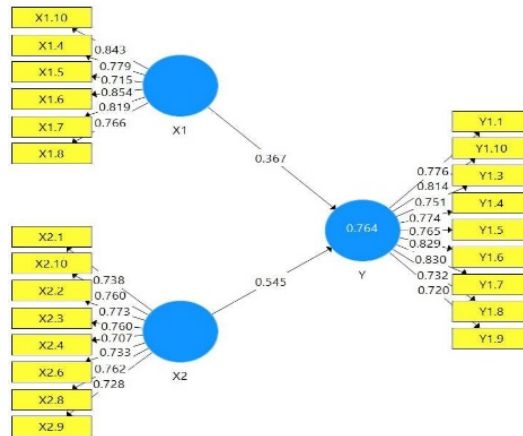 X1.10
X1.4
X1.5
X1.6
X1.7
X1.8
0.843
0.779
0.715
0.854
0.819
0.766
X1
0.367
X2.1
X2.10
X2.2
X2.3
X2.4
X2.6
X2.8
X2.9
0.738
0.760
0.773
0.760
0.707
0.733
0.762
0.728
X2
0.545
0.764
Y
0.776
0.814
0.751
0.774
0.765
0.829
0.830
0.732
0.720
Y1.1
Y1.10
Y1.3
Y1.4
Y1.5
Y1.6
Y1.7
Y1.8
Y1.9